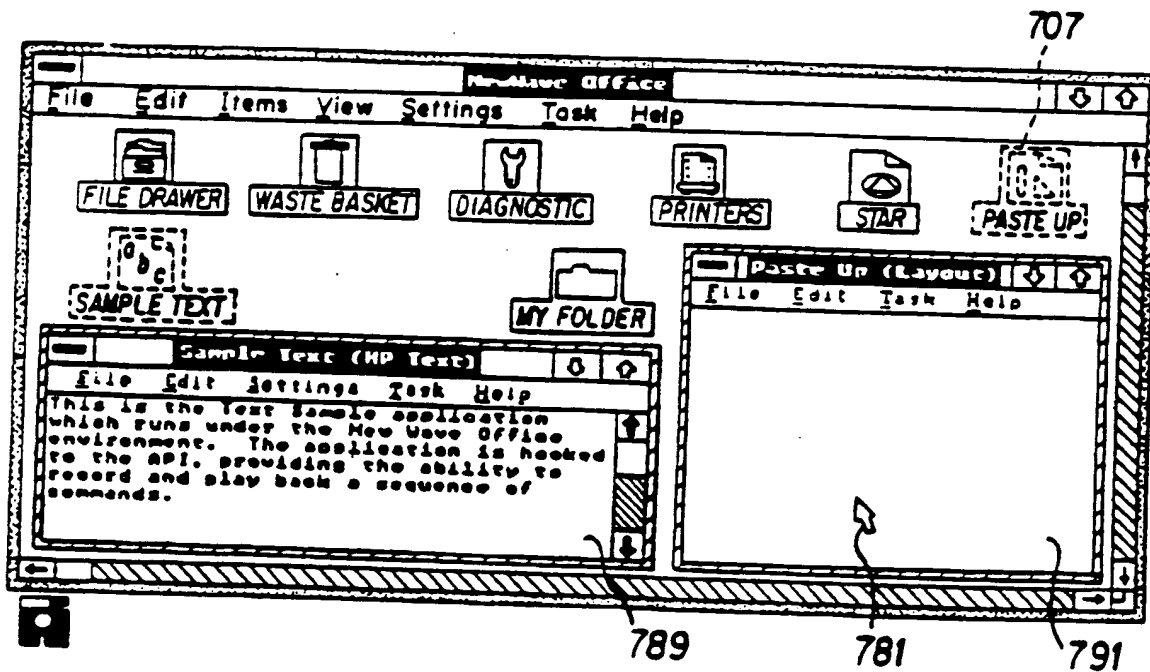 707
NewWave Office
File Edit Items View Settings Task Help
FILE DRAWER WASTE BASKET DIAGNOSTIC PRINTERS STAR PASTE UP
SAMPLE TEXT MY FOLDER
Paste Up (Layout)
File Edit Task Help
Sample Text (HP Text)
File Edit Settings Task Help
This is the Text Sample application
which runs under the New Wave Office
environment. The application is hooked
to the API, providing the ability to
record and play back a sequence of
commands.
789 781 791